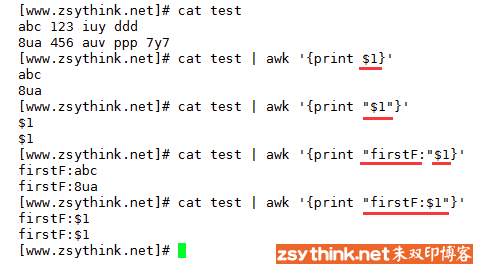 [www.zsythink.net]# cat test
abc 123 iuy ddd
8ua 456 auv ppp 7y7
[www.zsythink.net]# cat test | awk '{print $1}'
abc
8ua
[www.zsythink.net]# cat test | awk '{print "$1"}'
$1
$1
[www.zsythink.net]# cat test | awk '{print "firstF:"$1}'
firstF:abc
firstF:8ua
[www.zsythink.net]# cat test | awk '{print "firstF:$1"}'
firstF:$1
firstF:$1
[www.zsythink.net]#
zsythink.net朱双印博客